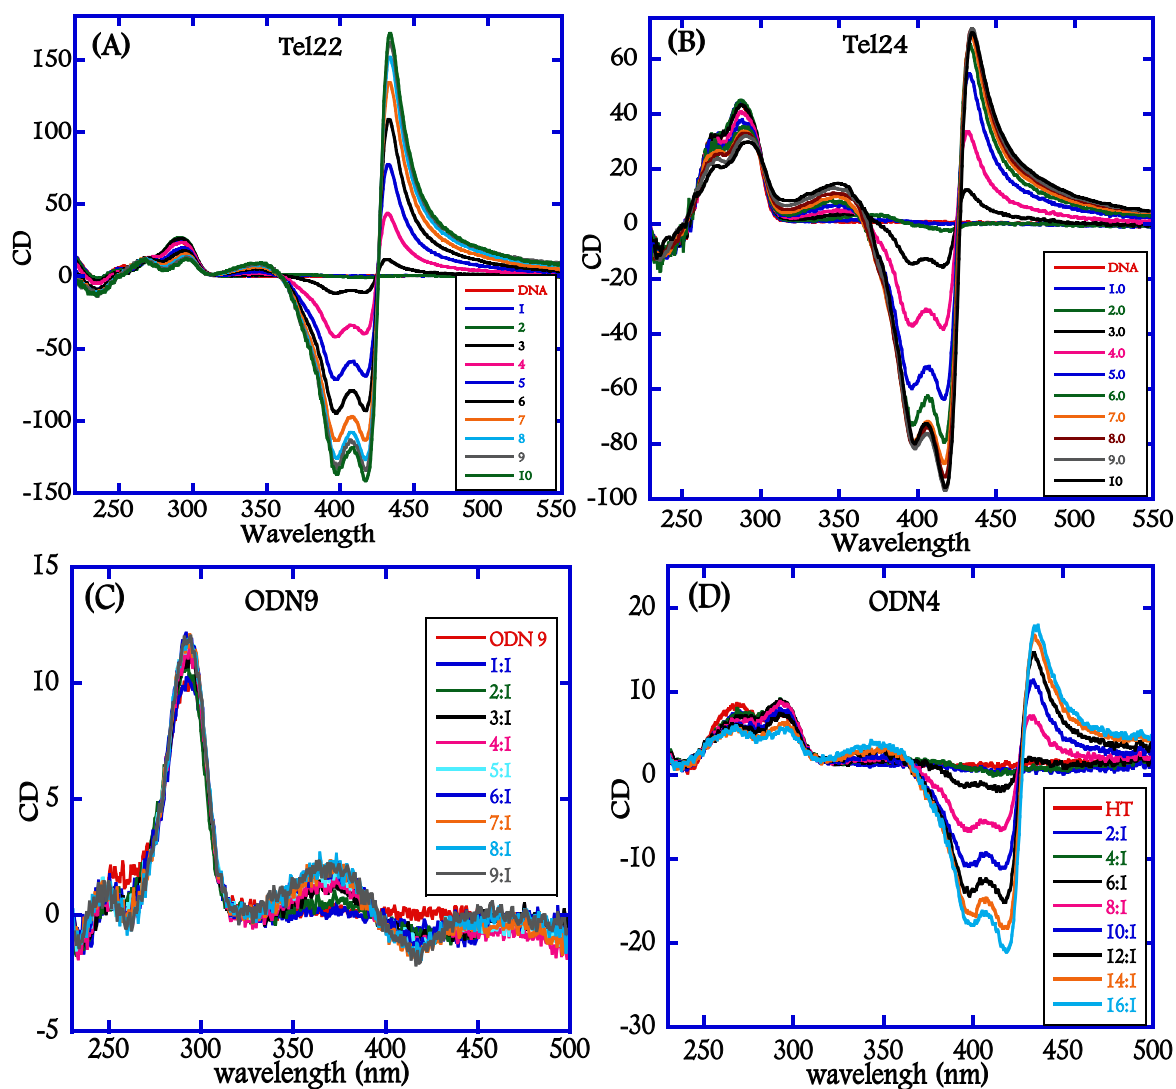 (A)
Tel22
CD
150
100
50
0
-50
-100
-150
250 300 350 400 450 500 550
Wavelength
DNA
1
2
3
4
5
6
7
8
9
10
(B)
Tel24
CD
60
40
20
0
-20
-40
-60
-80
-100
250 300 350 400 450 500 550
Wavelength
DNA
1.0
2.0
3.0
4.0
5.0
6.0
7.0
8.0
9.0
10
(C)
ODN9
CD
15
10
5
0
-5
250 300 350 400 450 500
wavelength (nm)
ODN 9
1:1
2:1
3:1
4:1
5:1
6:1
7:1
8:1
9:1
(D)
ODN4
CD
20
10
0
-10
-20
-30
250 300 350 400 450 500
wavelengh (nm)
HT
2:1
4:1
6:1
8:1
10:1
12:1
14:1
16:1